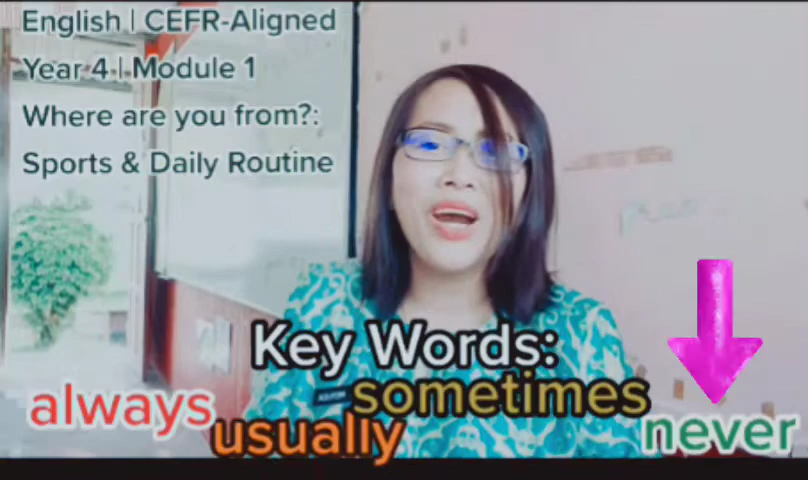 English | CEFR-Aligned
Year 4 | Module 1
Where are you from?:
Sports & Daily Routine
Key Words:
always
usually
sometimes
never